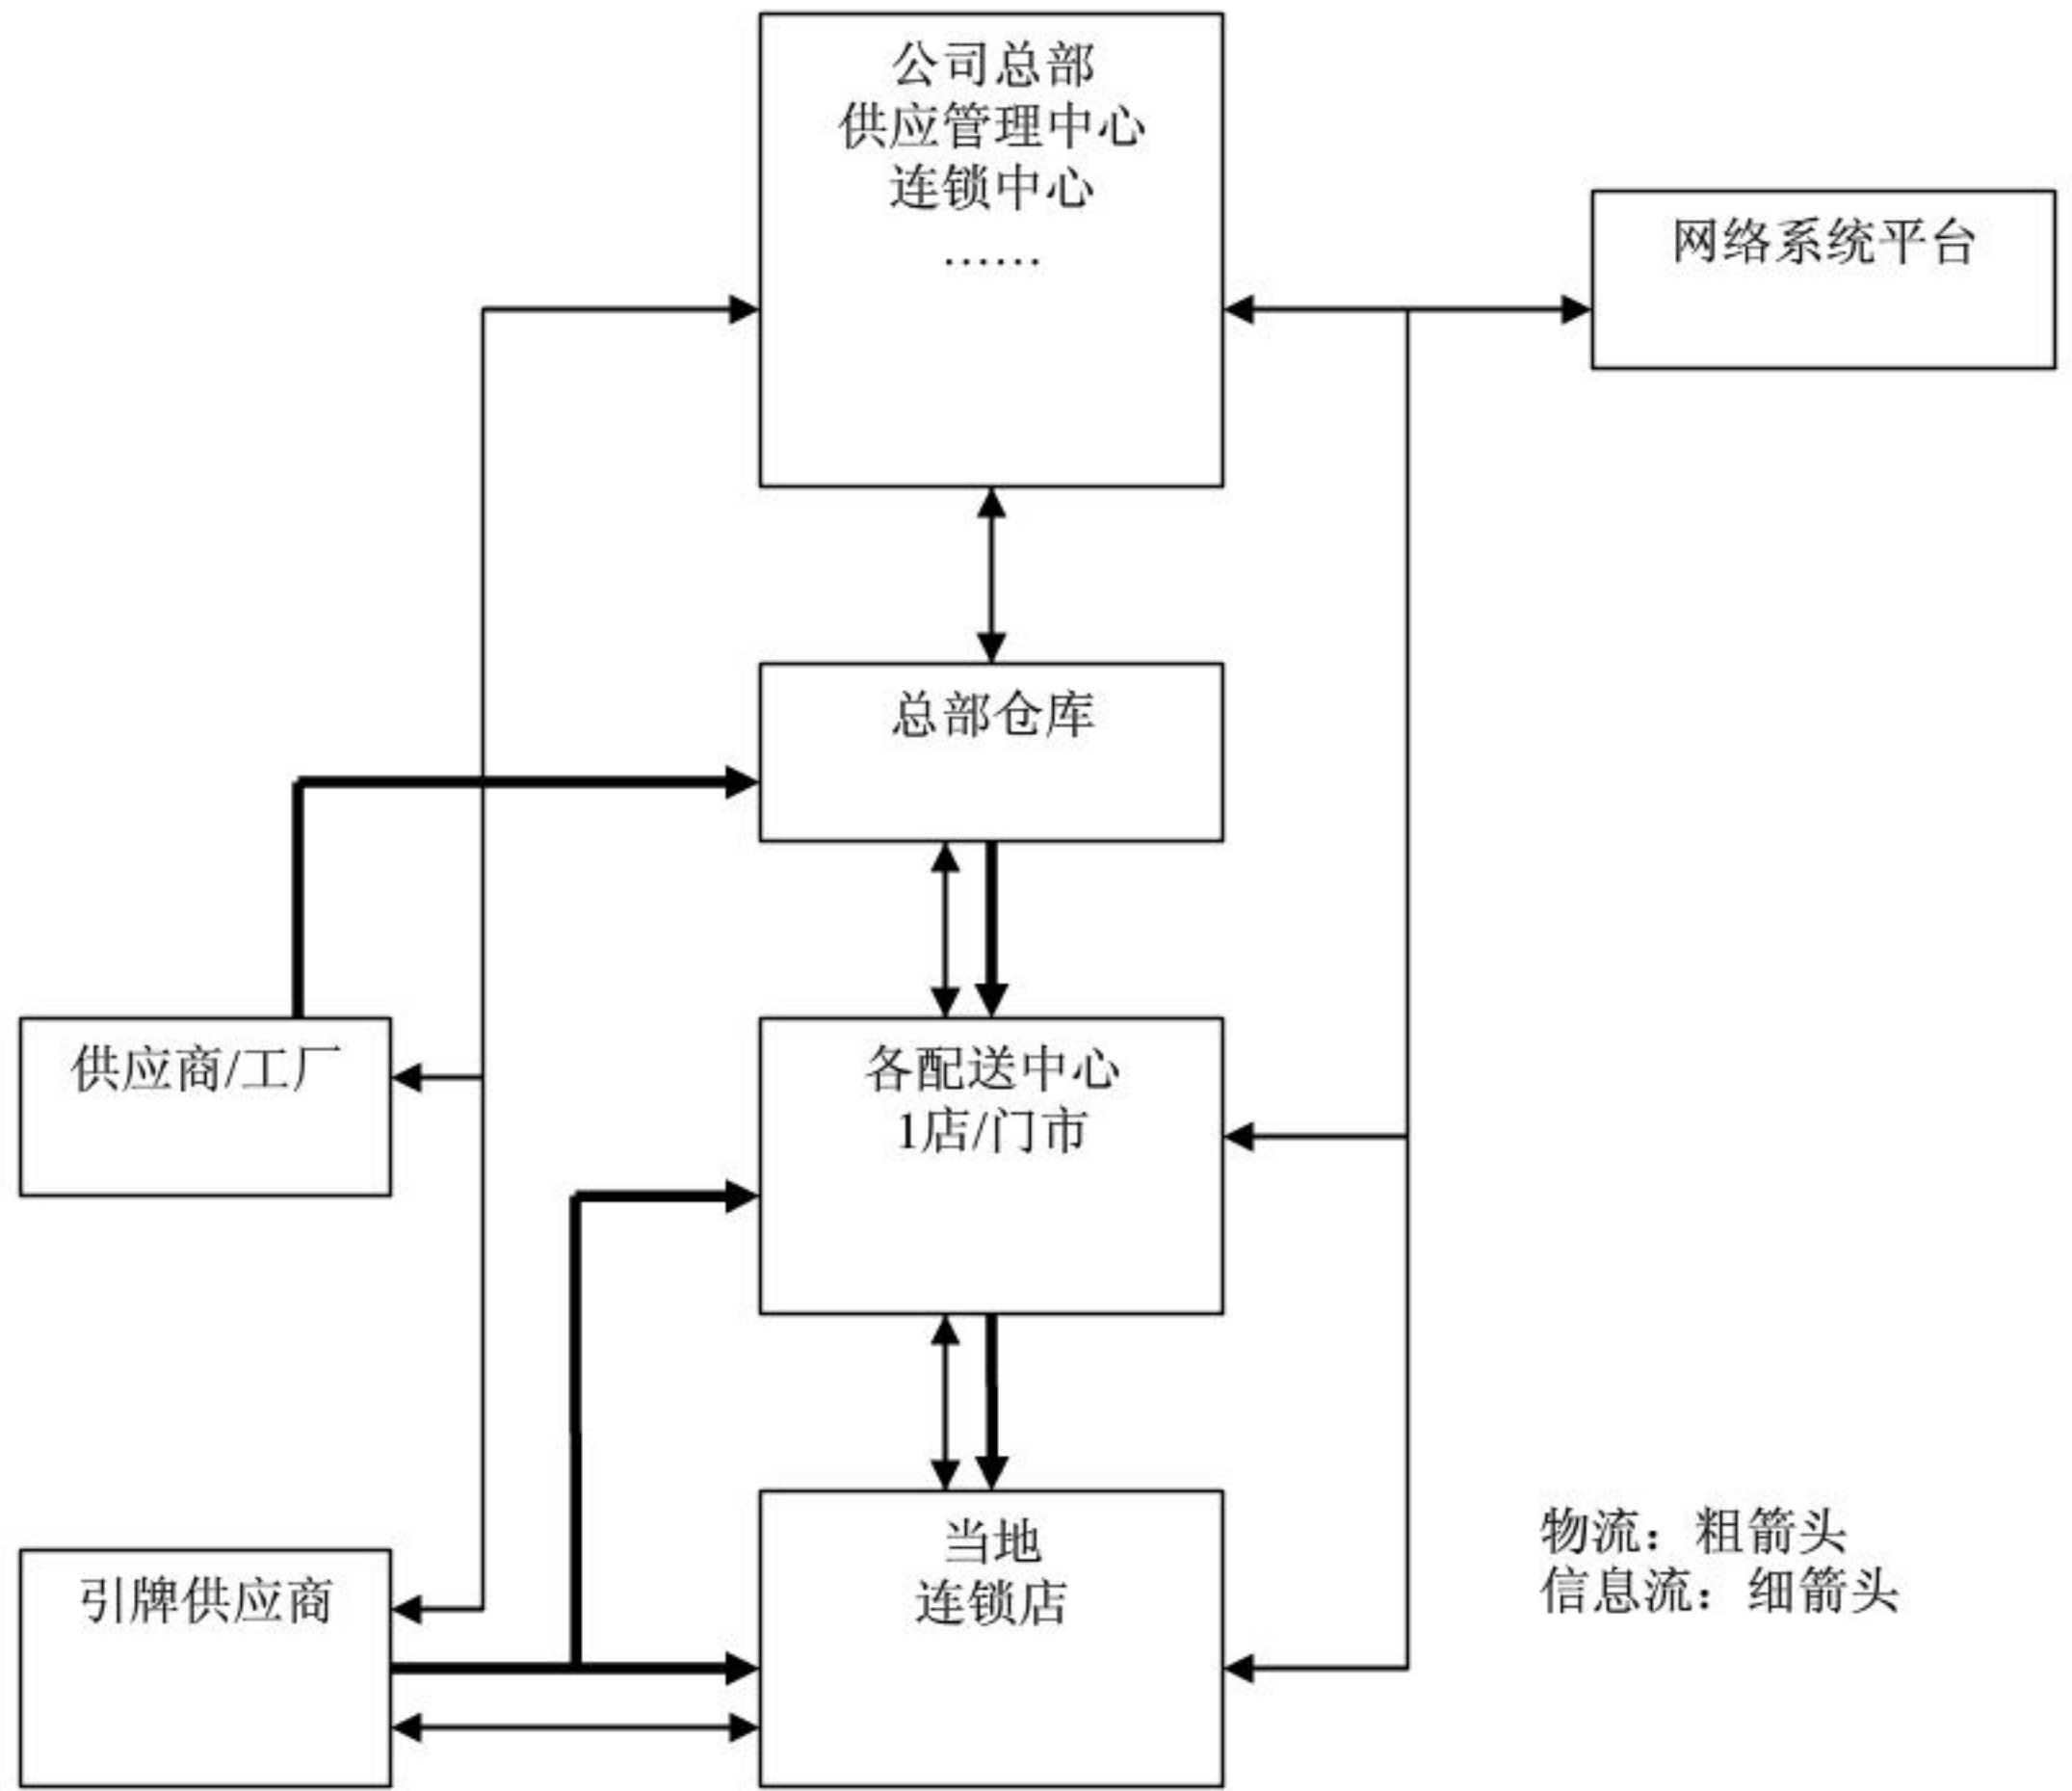 公司总部
供应管理中心
连锁中心
……
网络系统平台
总部仓库
供应商/工厂
各配送中心
1店/门市
引牌供应商
当地
连锁店
物流：粗箭头
信息流：细箭头